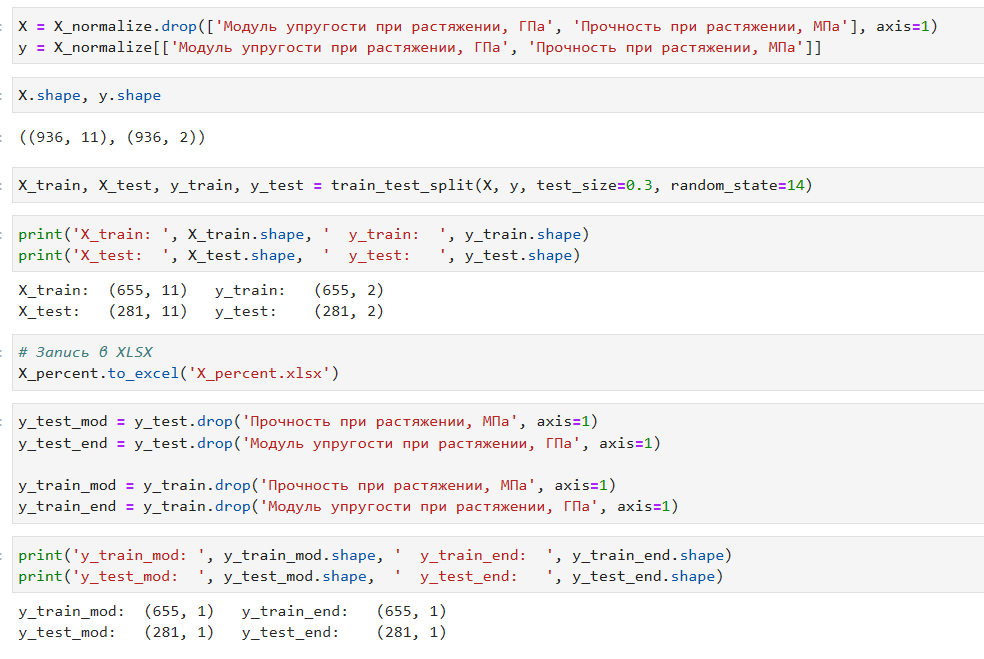 X = X_normalize.drop(['Модуль упругости при растяжении, ГПа', 'Прочность при растяжении, МПа'], axis=1)
y = X_normalize[['Модуль упругости при растяжении, ГПа', 'Прочность при растяжении, МПа']]
X.shape, y.shape
((936, 11), (936, 2))
X_train, X_test, y_train, y_test = train_test_split(X, y, test_size=0.3, random_state=14)
print('X_train: ', X_train.shape, '  y_train:  ', y_train.shape)
print('X_test:  ', X_test.shape,  '  y_test:   ', y_test.shape)
X_train:  (655, 11)   y_train:   (655, 2)
X_test:   (281, 11)   y_test:    (281, 2)
# Запись в XLSX
X_percent.to_excel('X_percent.xlsx')
y_test_mod = y_test.drop('Прочность при растяжении, МПа', axis=1)
y_test_end = y_test.drop('Модуль упругости при растяжении, ГПа', axis=1)
y_train_mod = y_train.drop('Прочность при растяжении, МПа', axis=1)
y_train_end = y_train.drop('Модуль упругости при растяжении, ГПа', axis=1)
print('y_train_mod: ', y_train_mod.shape, '  y_train_end:  ', y_train_end.shape)
print('y_test_mod:  ', y_test_mod.shape,  '  y_test_end:   ', y_test_end.shape)
y_train_mod:  (655, 1)   y_train_end:   (655, 1)
y_test_mod:   (281, 1)   y_test_end:    (281, 1)